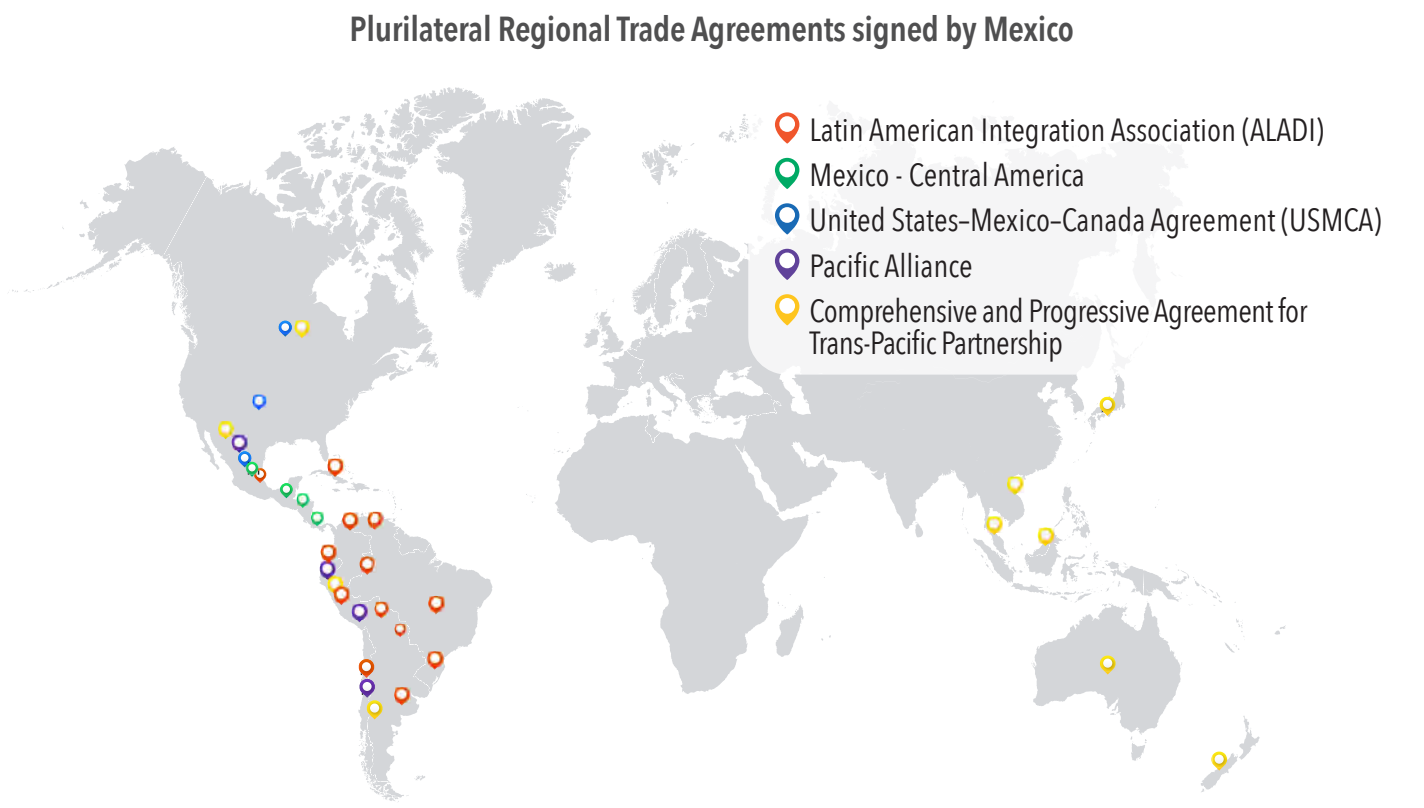 Plurilateral Regional Trade Agreements signed by Mexico
Latin American Integration Association (ALADI)
Mexico - Central America
United States–Mexico–Canada Agreement (USMCA)
Pacific Alliance
Comprehensive and Progressive Agreement for
Trans-Pacific Partnership